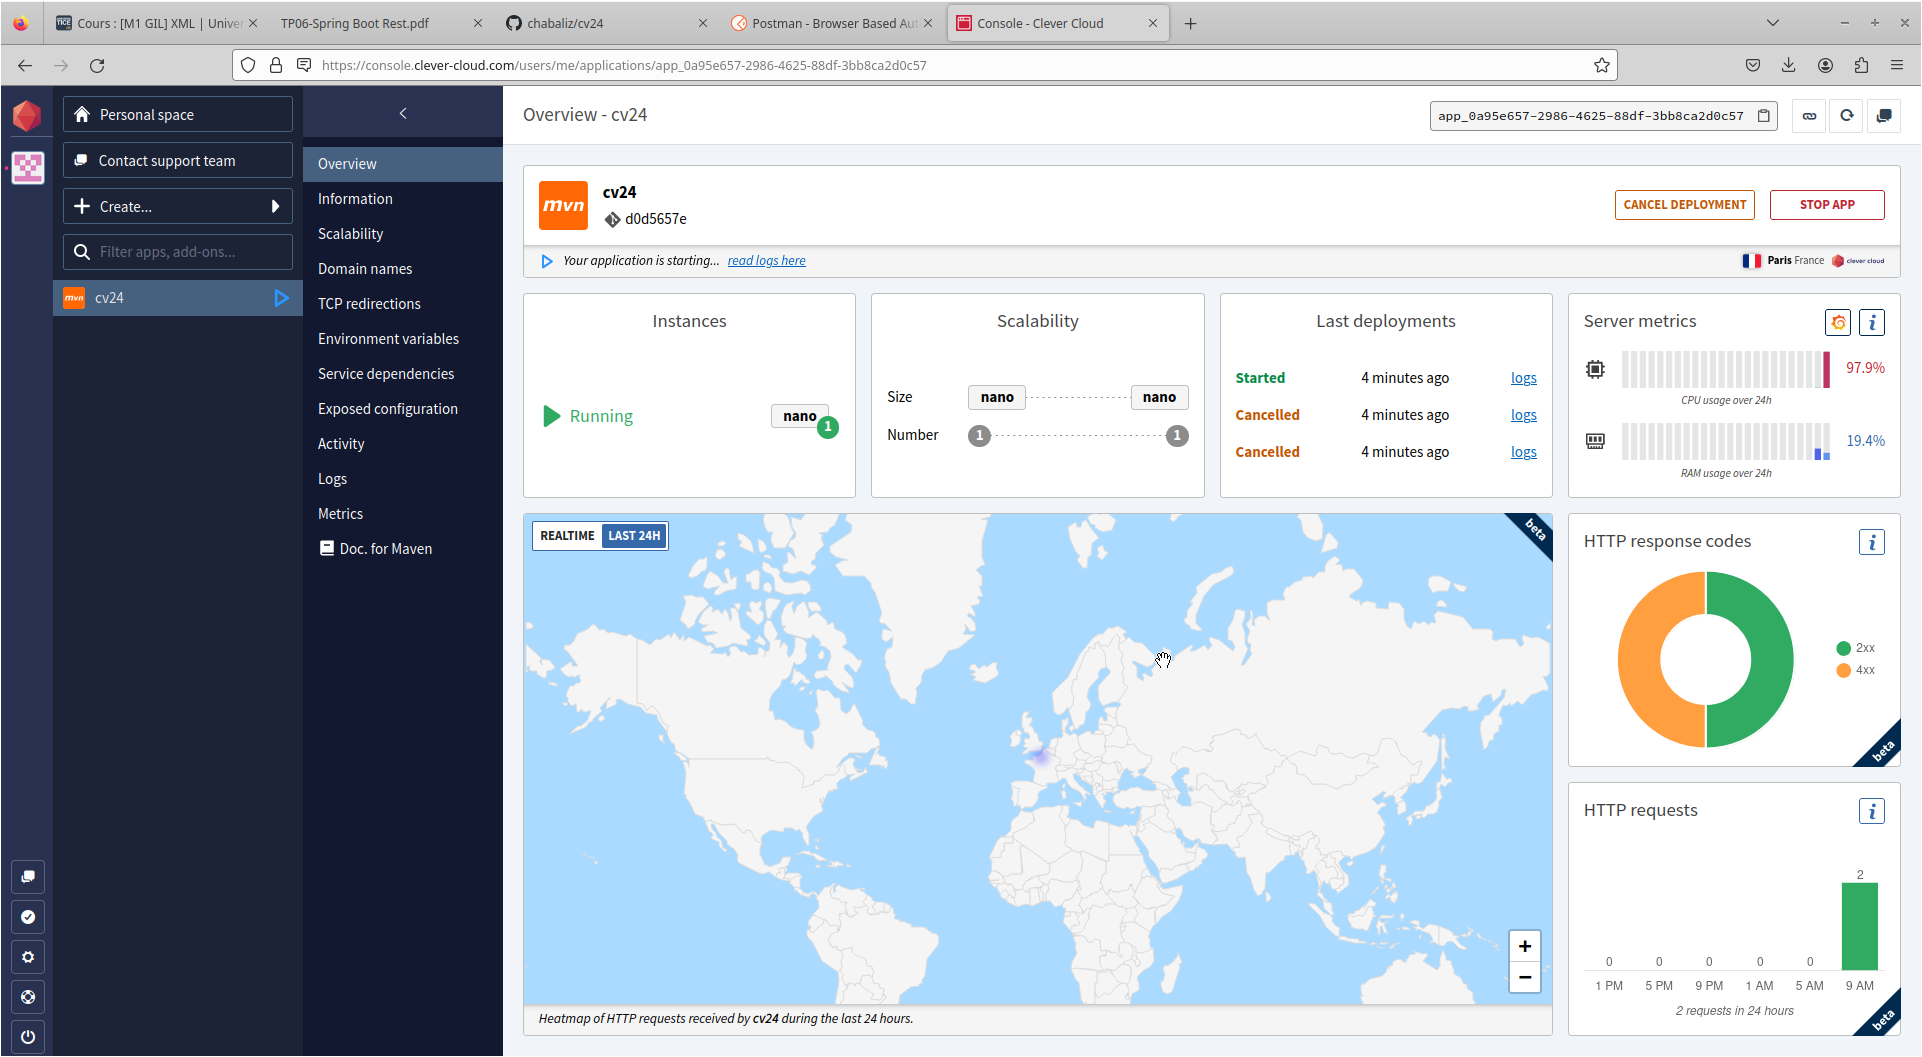 Cours : [M1 GIL] XML | Unive
TP06-Spring Boot Rest.pdf
chabaliz/cv24
Postman - Browser Based Aut
Console - Clever Cloud
https://console.clever-cloud.com/users/me/applications/app_0a95e657-2986-4625-88df-3bb8ca2d0c57
Personal space
Contact support team
Create...
Filter apps, add-ons...
mvn cv24
Overview
Information
Scalability
Domain names
TCP redirections
Environment variables
Service dependencies
Exposed configuration
Activity
Logs
Metrics
Doc. for Maven
Overview - cv24
app_0a95e657-2986-4625-88df-3bb8ca2d0c57
mvn
cv24
d0d5657e
CANCEL DEPLOYMENT
STOP APP
Your application is starting... read logs here
Paris France clever cloud
Instances
Running
nano
1
Scalability
Size nano nano
Number 1 1
Last deployments
Started 4 minutes ago logs
Cancelled 4 minutes ago logs
Cancelled 4 minutes ago logs
Server metrics
i
97.9%
CPU usage over 24h
19.4%
RAM usage over 24h
REALTIME LAST 24H
beta
+
−
Heatmap of HTTP requests received by cv24 during the last 24 hours.
HTTP response codes
i
2xx
4xx
beta
HTTP requests
i
0 0 0 0 0 2
1 PM 5 PM 9 PM 1 AM 5 AM 9 AM
2 requests in 24 hours
beta